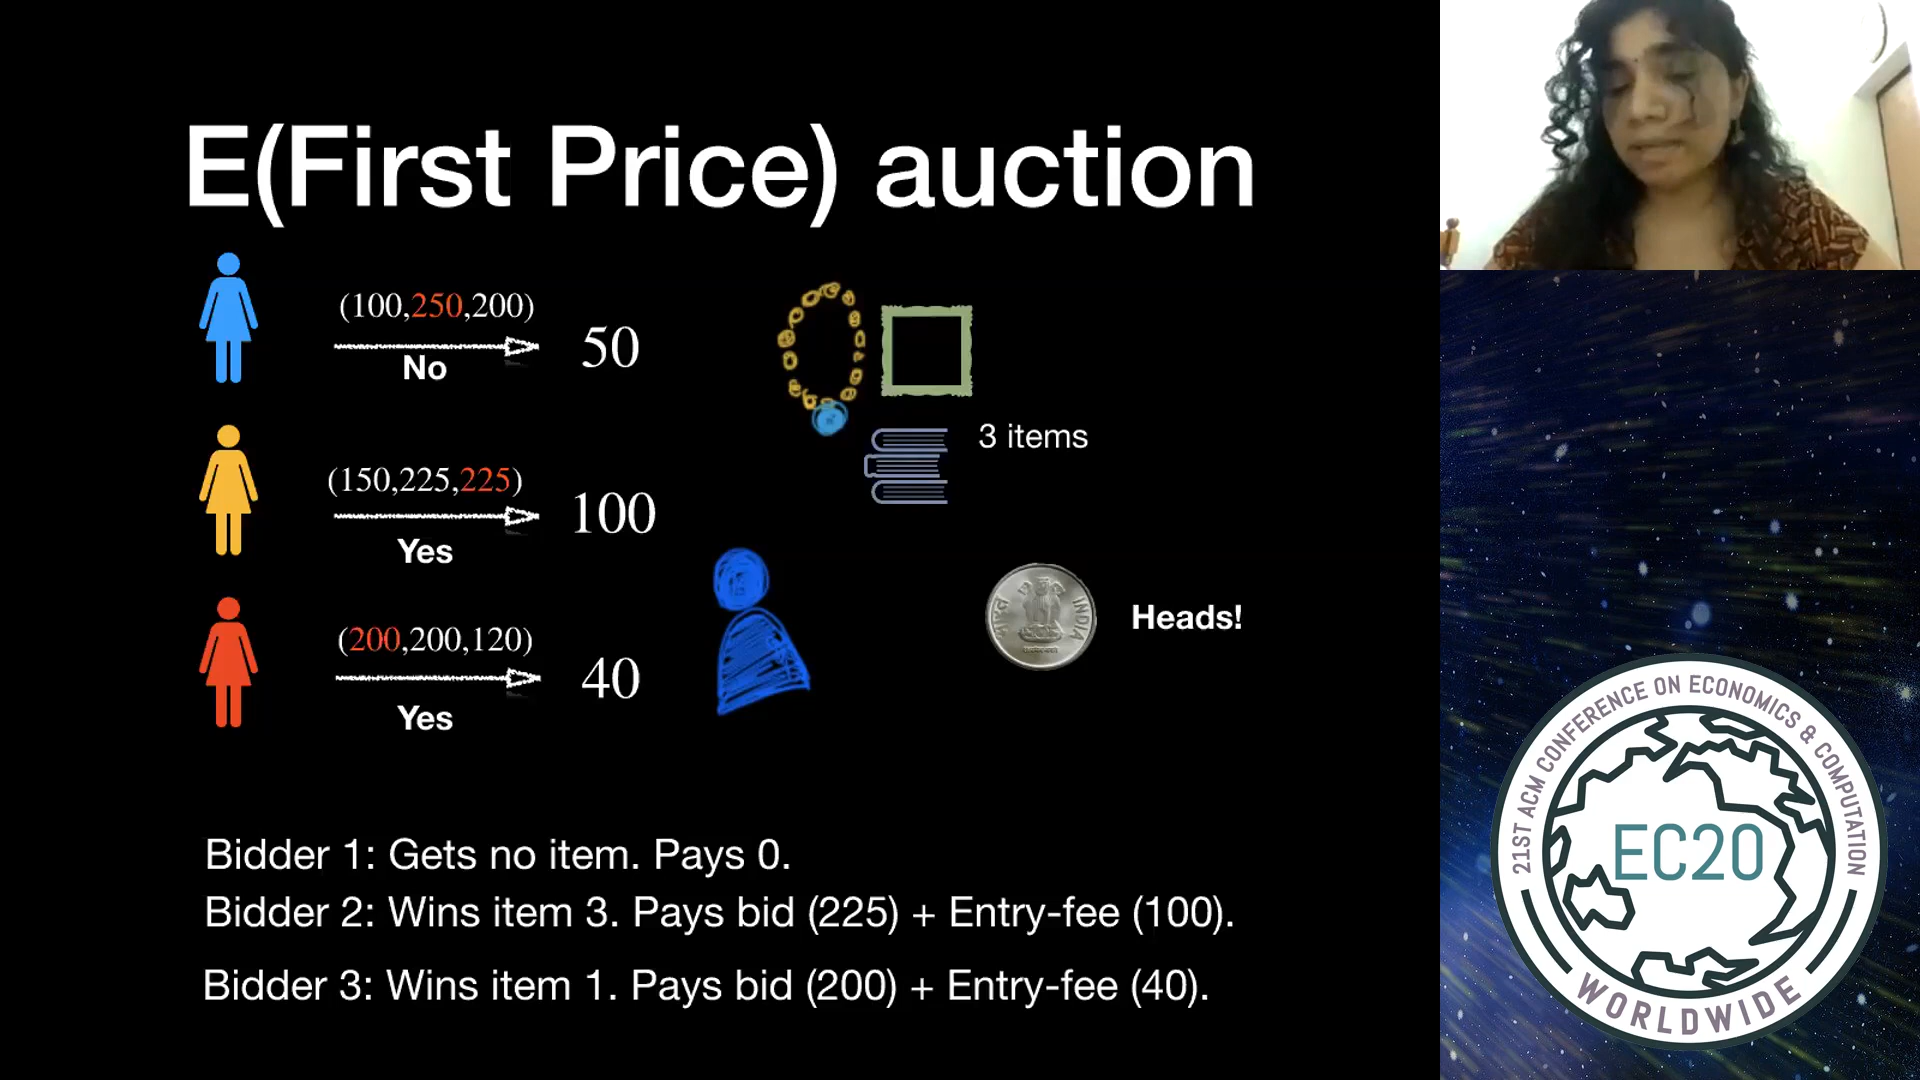 E(First Price) auction
(100,250,200)
No
50
(150,225,225)
Yes
100
(200,200,120)
Yes
40
3 items
INDIA
Heads!
Bidder 1: Gets no item. Pays 0.
Bidder 2: Wins item 3. Pays bid (225) + Entry-fee (100).
Bidder 3: Wins item 1. Pays bid (200) + Entry-fee (40).
21ST ACM CONFERENCE ON ECONOMICS & COMPUTATION
EC20
WORLDWIDE